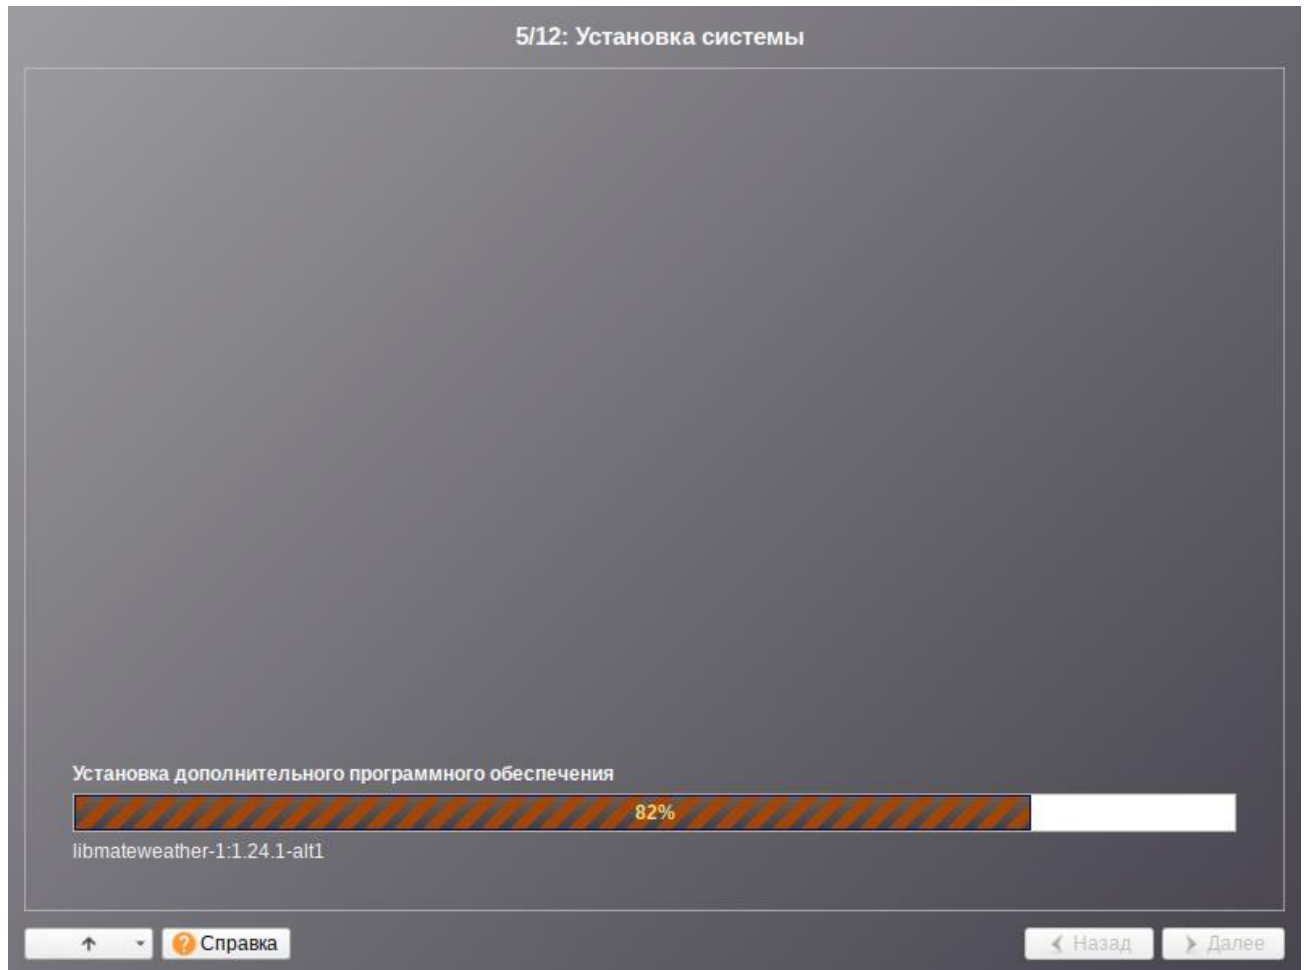 5/12: Установка системы
Установка дополнительного программного обеспечения
82%
libmateweather-1:1.24.1-alt1
Справка
Назад
Далее